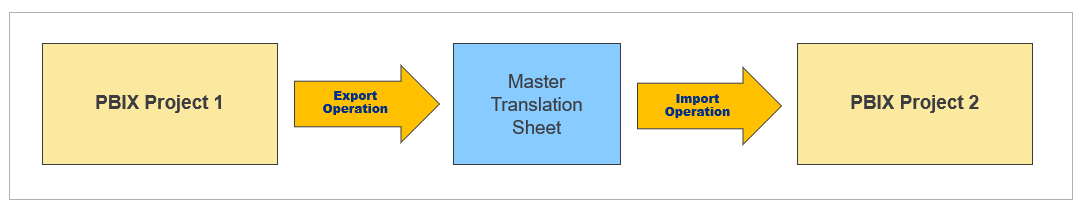 PBIX Project 1
Export
Operation
Master
Translation
Sheet
Import
Operation
PBIX Project 2